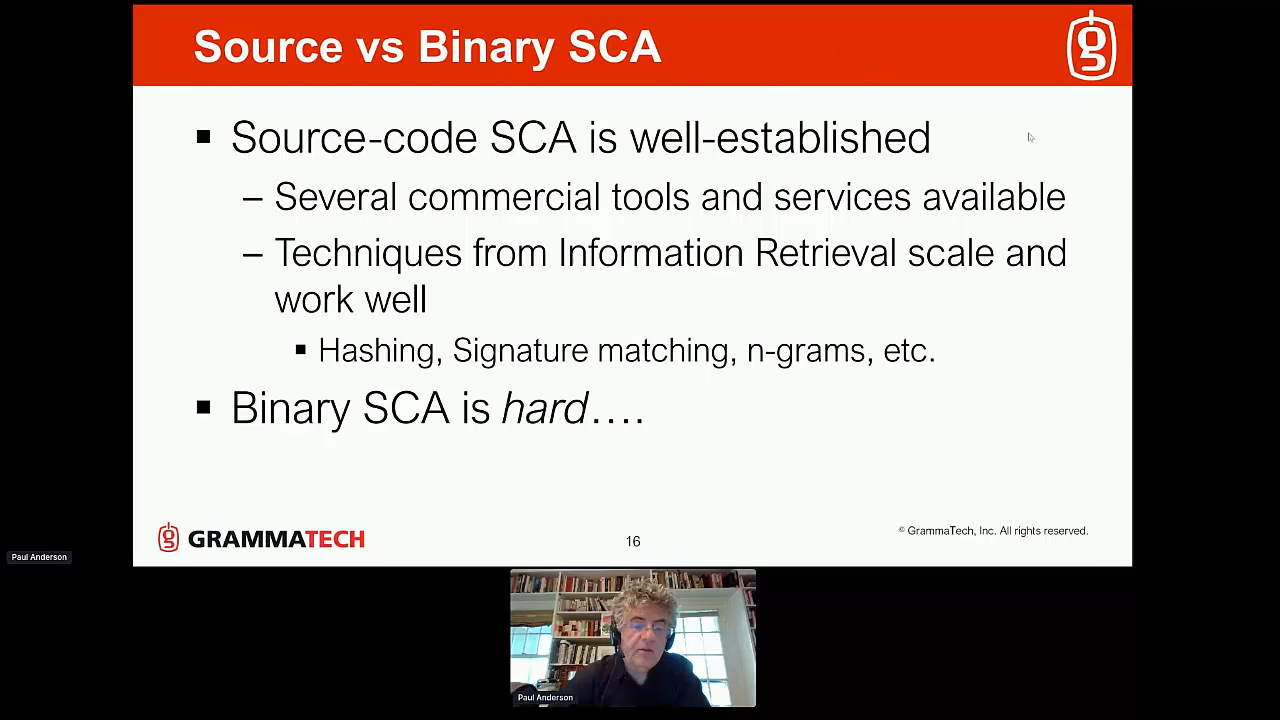 Source vs Binary SCA
▪ Source-code SCA is well-established
– Several commercial tools and services available
– Techniques from Information Retrieval scale and
work well
▪ Hashing, Signature matching, n-grams, etc.
▪ Binary SCA is hard….
GRAMMATECH
16
© GrammaTech, Inc. All rights reserved.
Paul Anderson
Paul Anderson